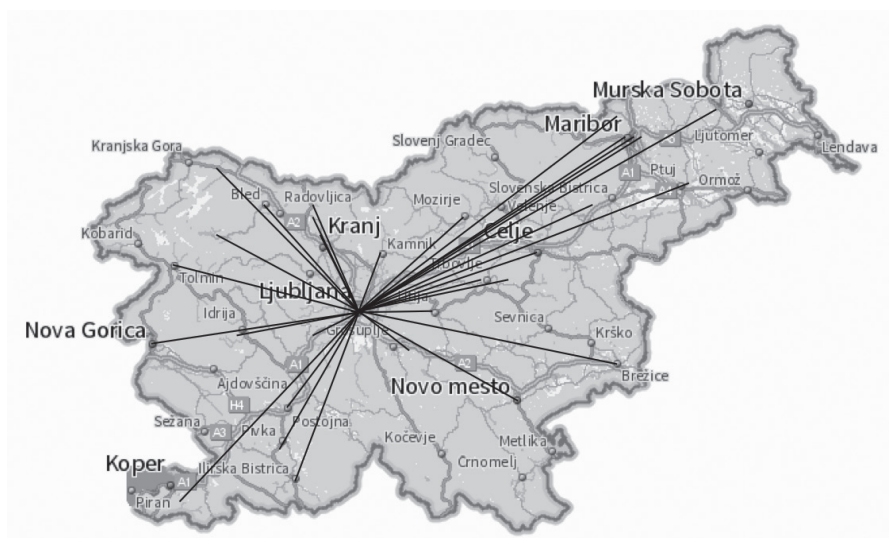 Murska Sobota
Maribor
Kranjska Gora
Slovenj Gradec
Ljutomer
Lendava
A1
Ptuj
Ormož
Bled
Radovljica
Mozirje
Slovenska Bistrica
Velenje
A2
Kranj
Celje
Kobarid
Kamnik
Trbovlje
Tolmin
Ljubljana
Idrija
Litija
Nova Gorica
Grosuplje
Sevnica
Krško
A1
A2
Brežice
Ajdovščina
Novo mesto
H4
Sežana
A3
Pivka
Postojna
Kočevje
Metlika
Koper
Ilirska Bistrica
Črnomelj
A1
Piran